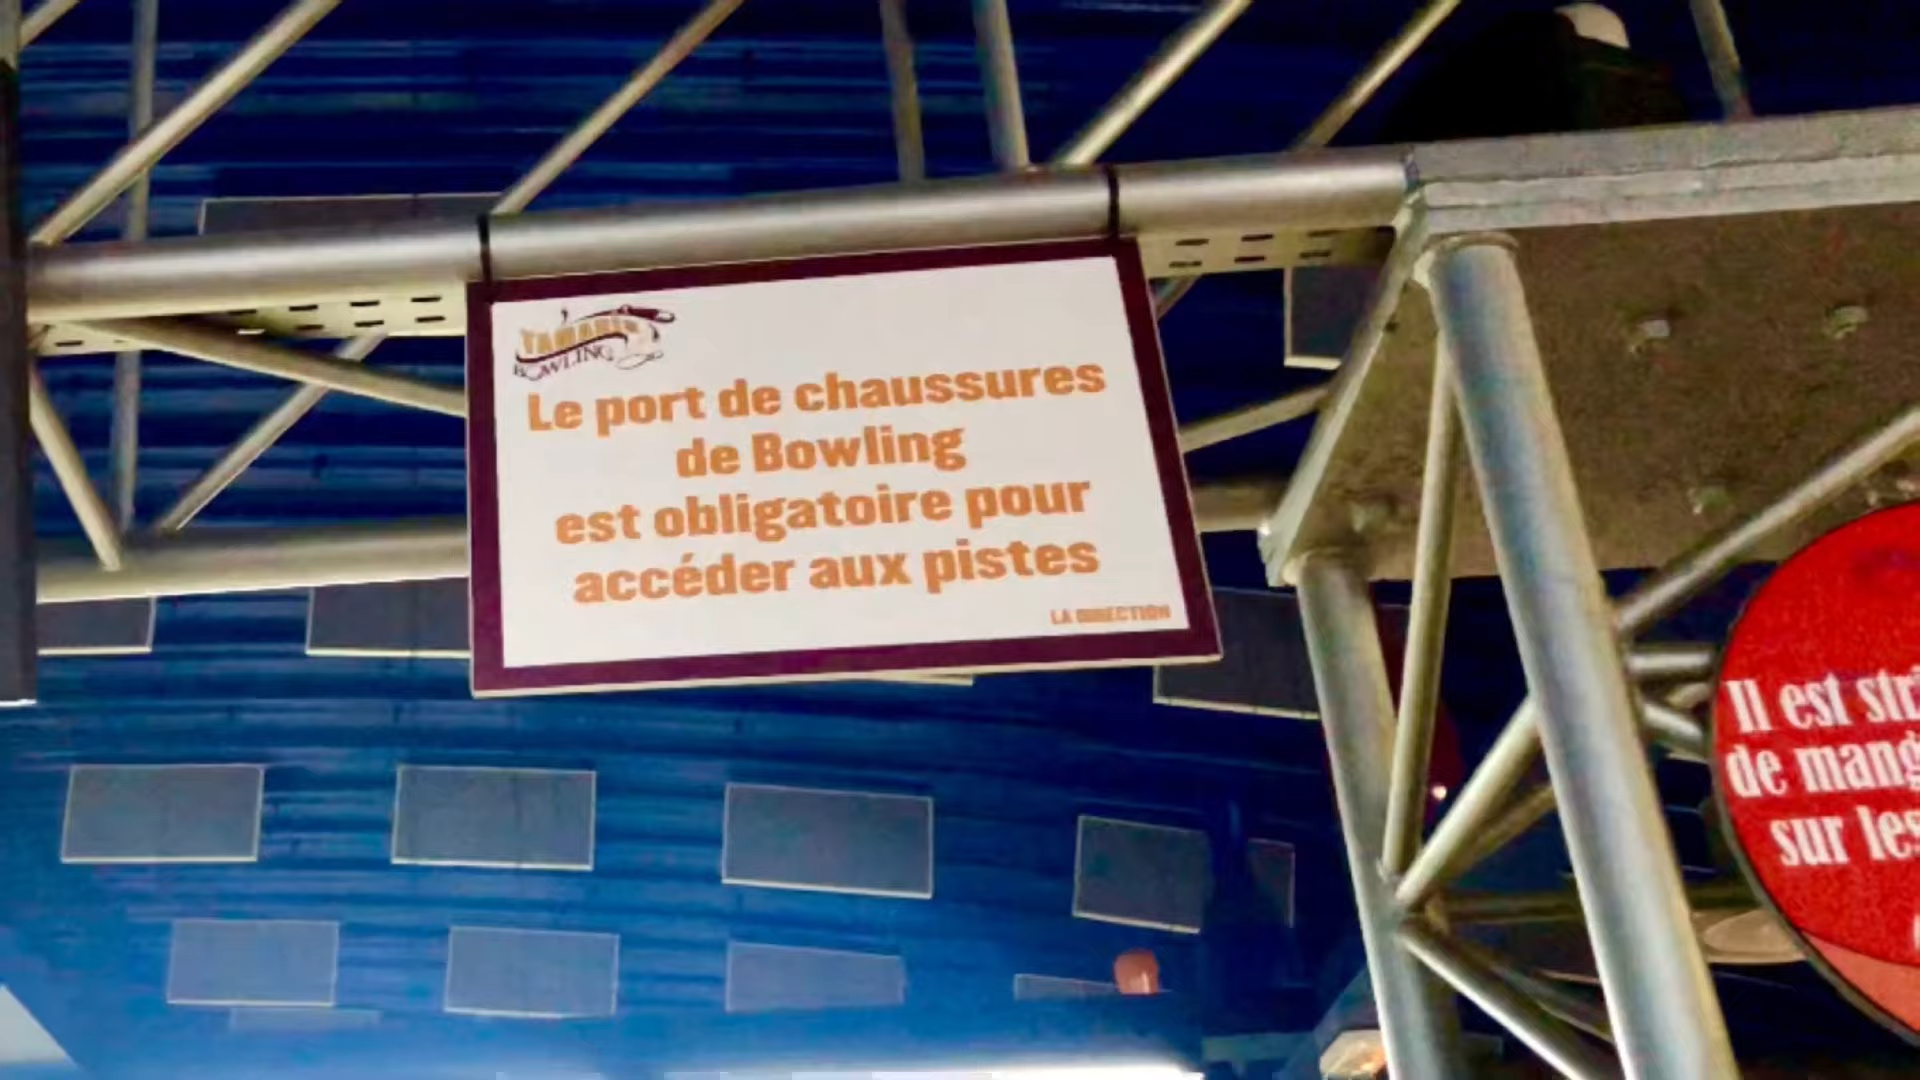 TAMARIS
BOWLING
Le port de chaussures
de Bowling
est obligatoire pour
accéder aux pistes
LA DIRECTION
Il est stri
de mang
sur les